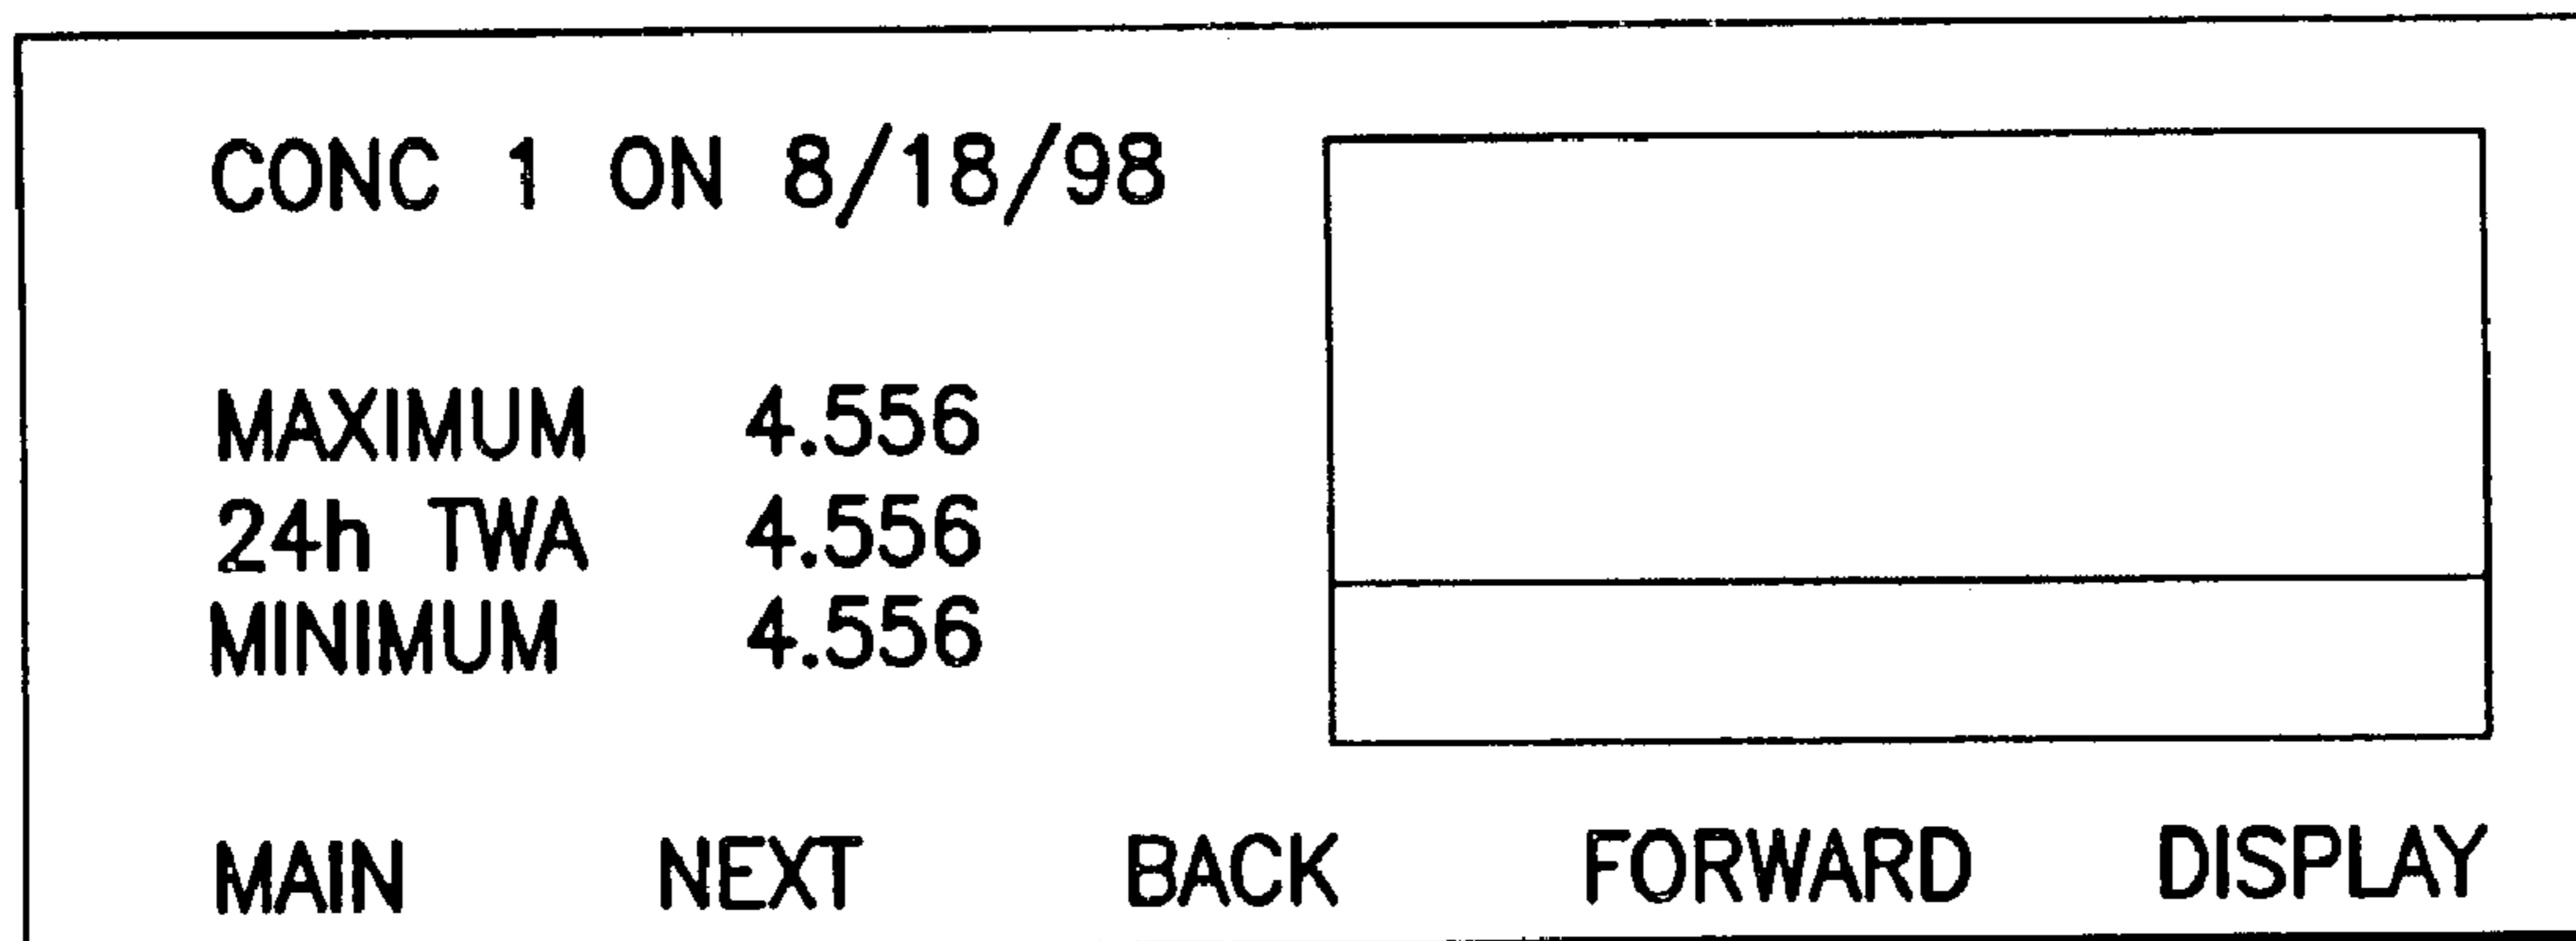 CONC 1 ON 8/18/98
MAXIMUM 4.556
24h TWA 4.556
MINIMUM 4.556
MAIN NEXT BACK FORWARD DISPLAY